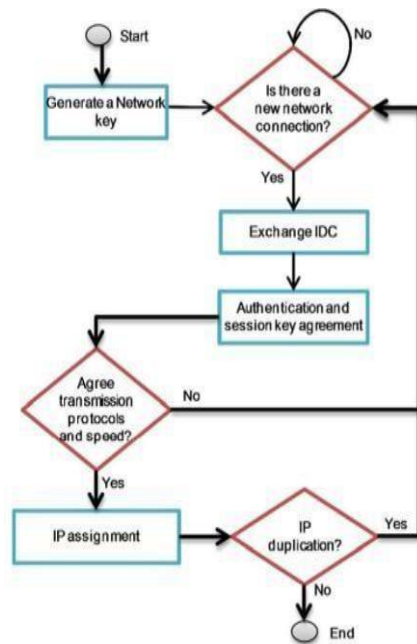 Start
No
Generate a Network
key
Is there a
new network
connection?
Yes
Exchange IDC
Authentication and
session key agreement
Agree
transmission
protocols
and speed?
No
Yes
IP assignment
IP
duplication?
Yes
No
End